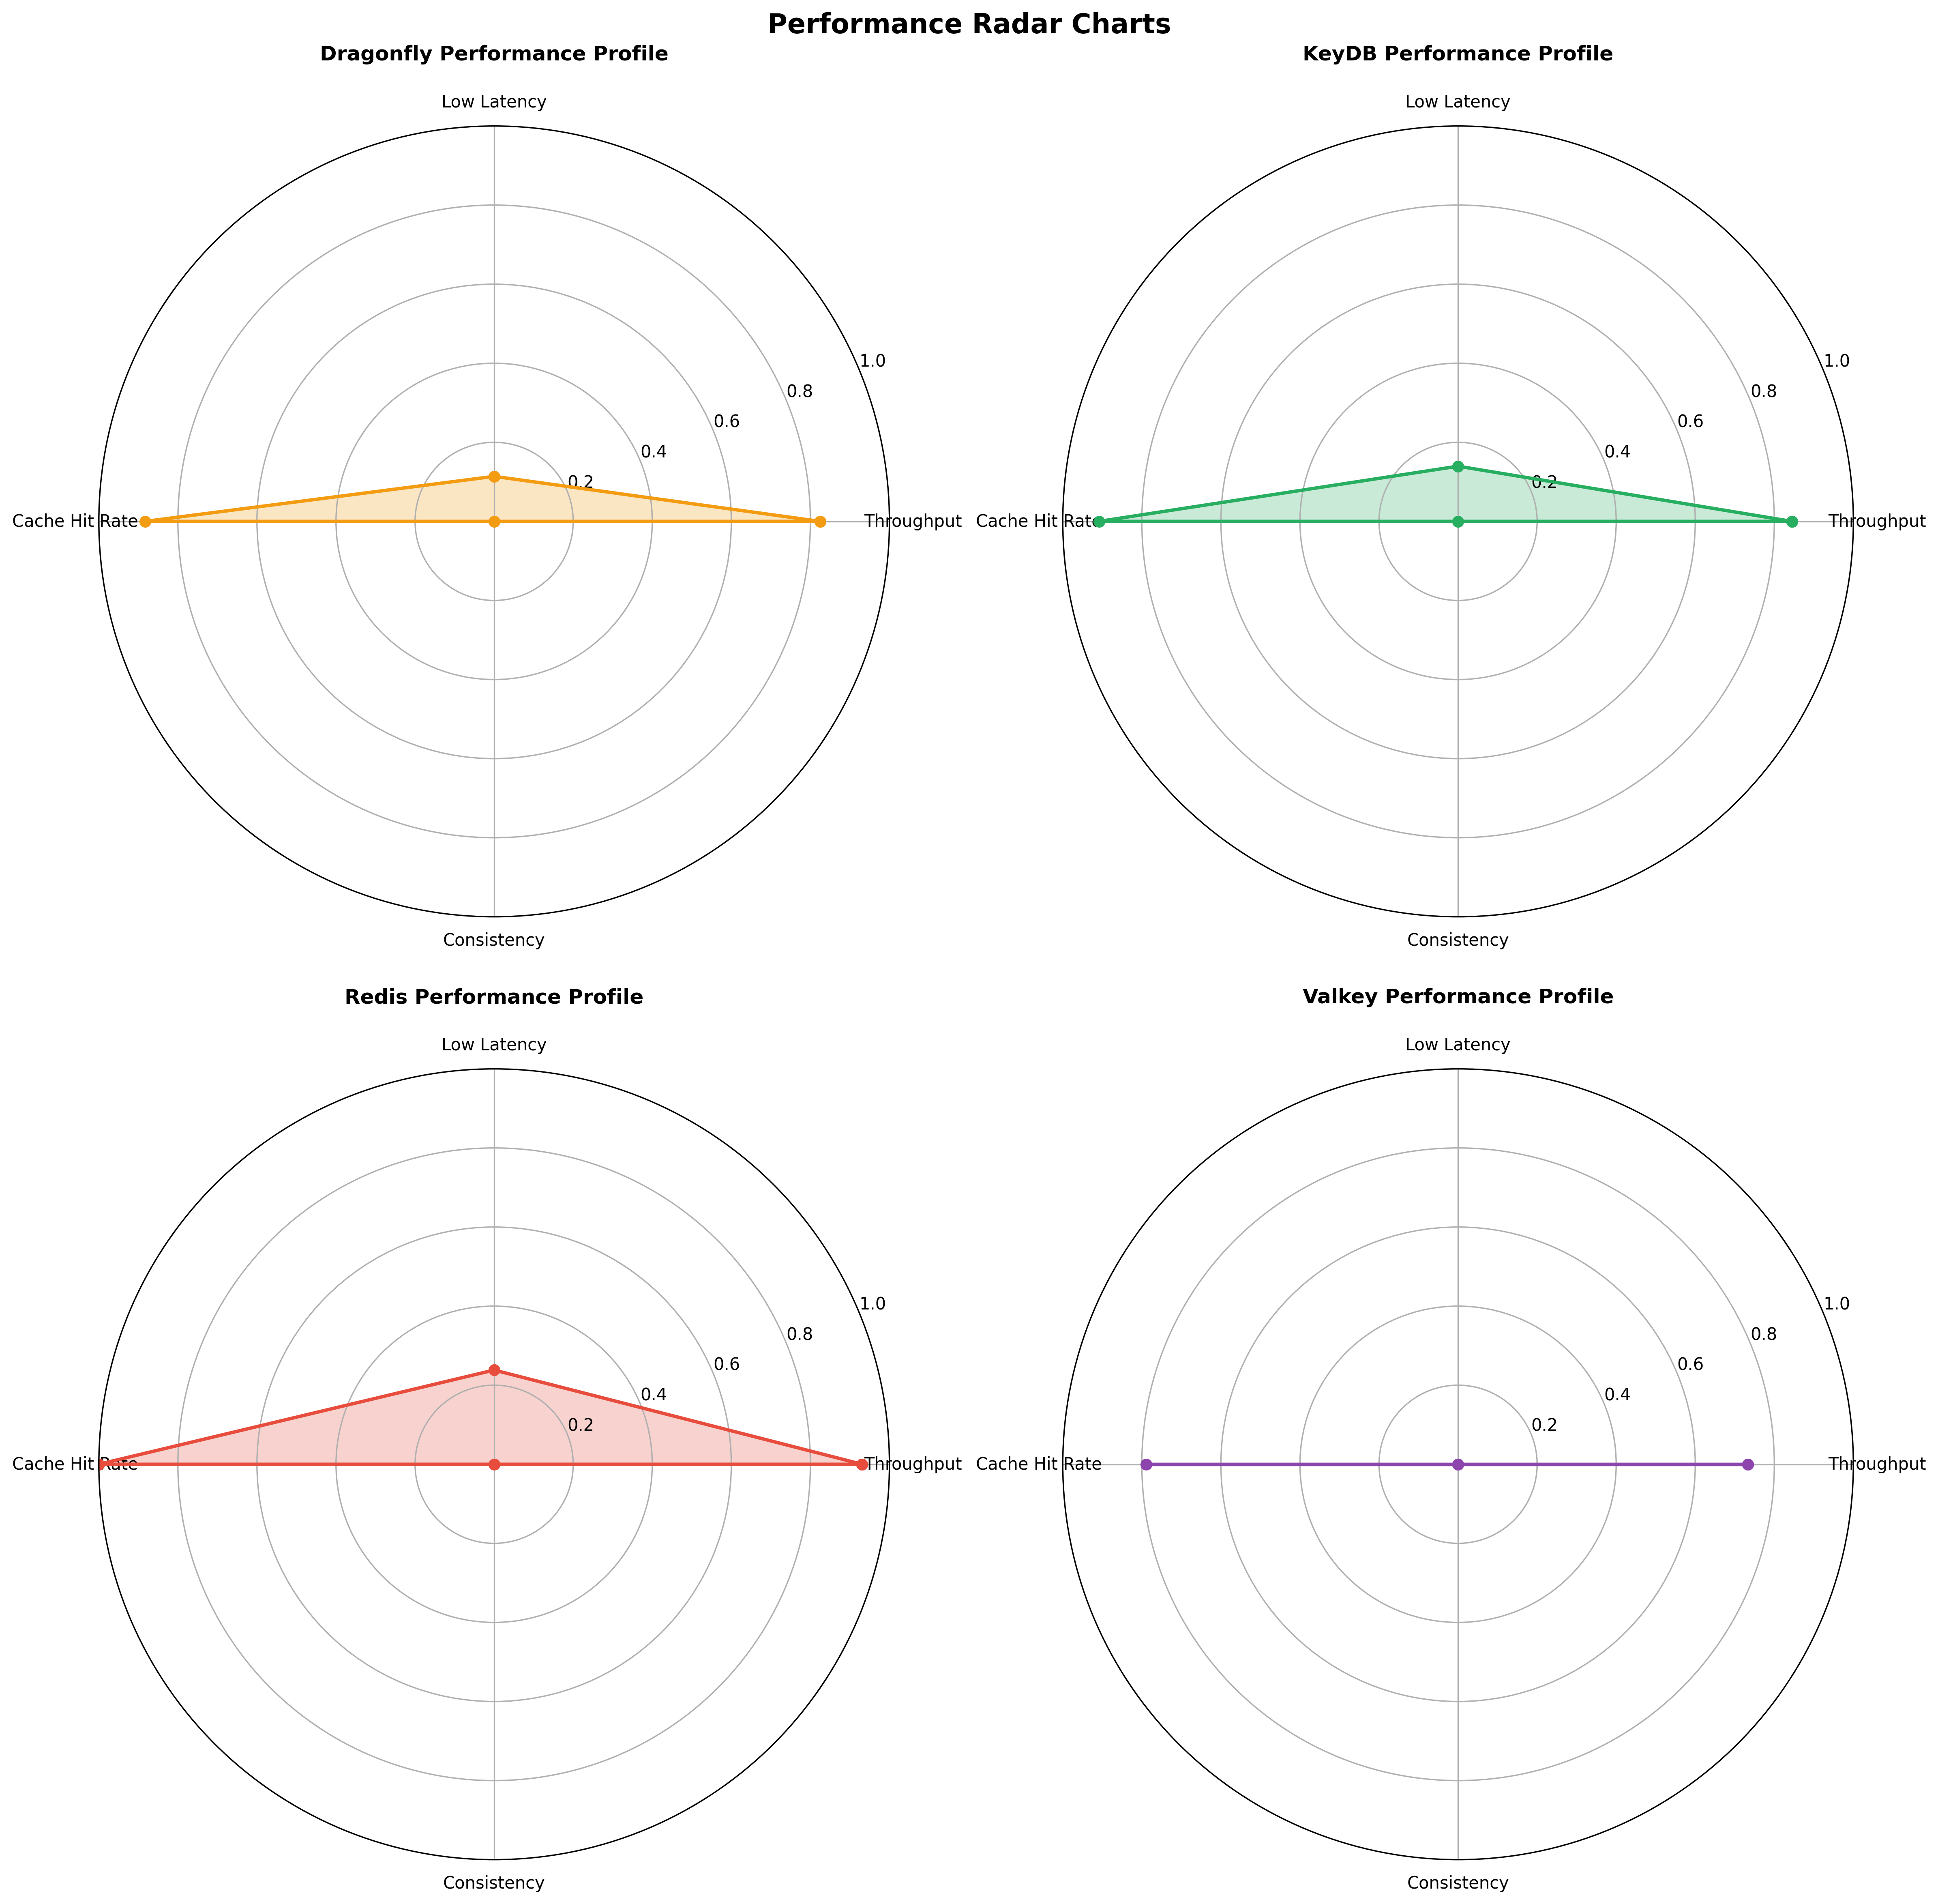 Performance Radar Charts
Dragonfly Performance Profile
Low Latency
1.0
0.8
0.6
0.4
0.2
Cache Hit Rate
Throughput
Consistency
KeyDB Performance Profile
Low Latency
1.0
0.8
0.6
0.4
0.2
Cache Hit Rate
Throughput
Consistency
Redis Performance Profile
Low Latency
1.0
0.8
0.6
0.4
0.2
Cache Hit Rate
Throughput
Consistency
Valkey Performance Profile
Low Latency
1.0
0.8
0.6
0.4
0.2
Cache Hit Rate
Throughput
Consistency